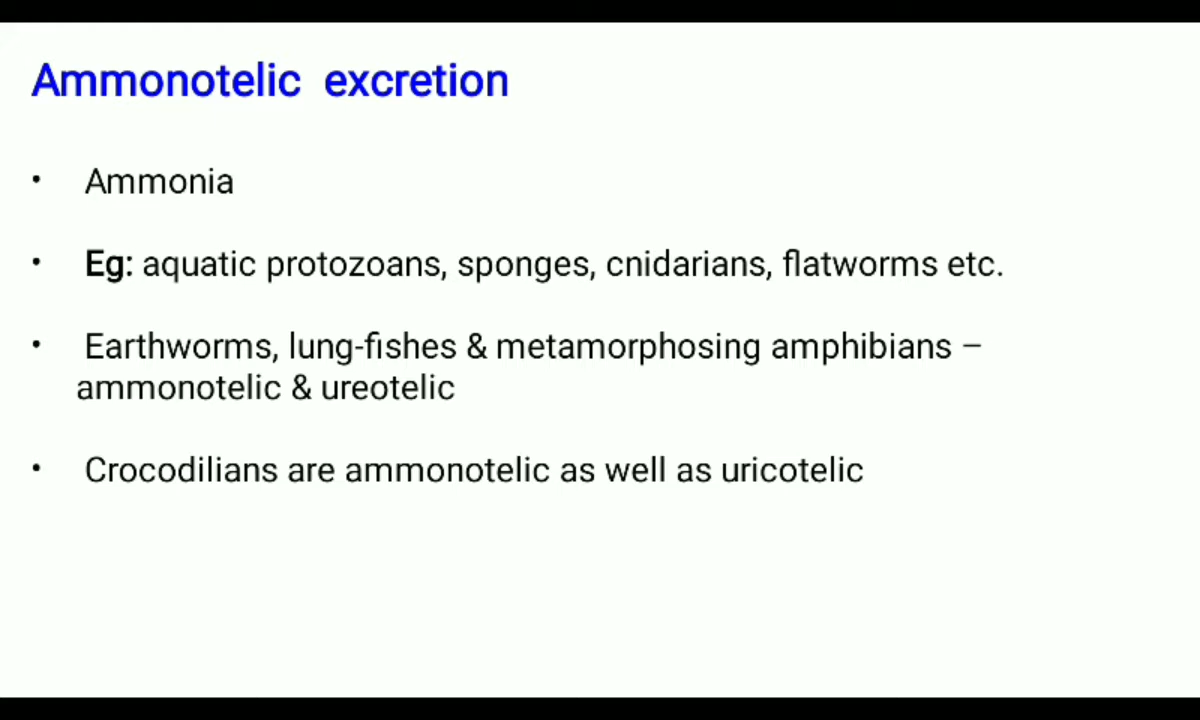 Ammonotelic excretion
• Ammonia
• Eg: aquatic protozoans, sponges, cnidarians, flatworms etc.
• Earthworms, lung-fishes & metamorphosing amphibians –
ammonotelic & ureotelic
• Crocodilians are ammonotelic as well as uricotelic